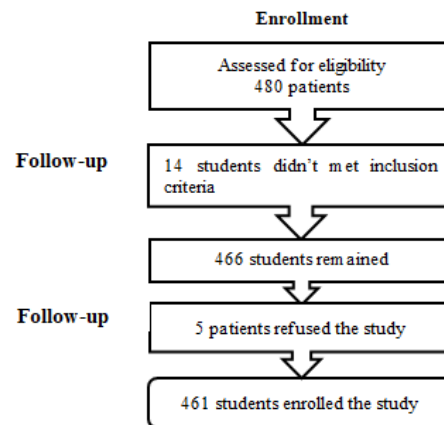 Enrollment
Assessed for eligibility
480 patients
Follow-up
14 students didn't met inclusion
criteria
466 students remained
Follow-up
5 patients refused the study
461 students enrolled the study